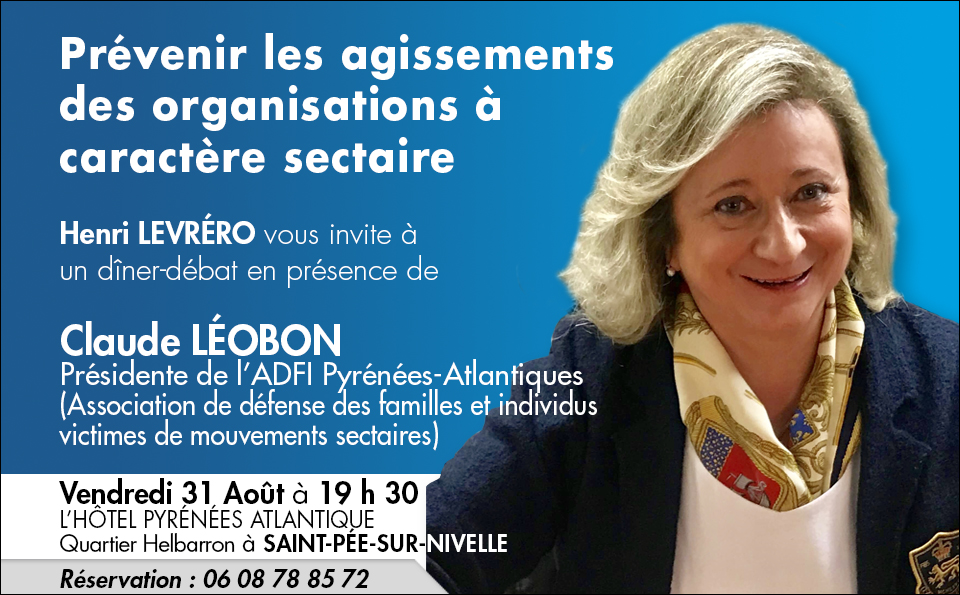 Prévenir les agissements
des organisations à
caractère sectaire
Henri LEVRÉRO vous invite à
un dîner-débat en présence de
Claude LÉOBON
Présidente de l'ADFI Pyrénées-Atlantiques
(Association de défense des familles et individus
victimes de mouvements sectaires)
Vendredi 31 Août à 19 h 30
L'HÔTEL PYRÉNÉES ATLANTIQUE
Quartier Helbarron à SAINT-PÉE-SUR-NIVELLE
Réservation : 06 08 78 85 72